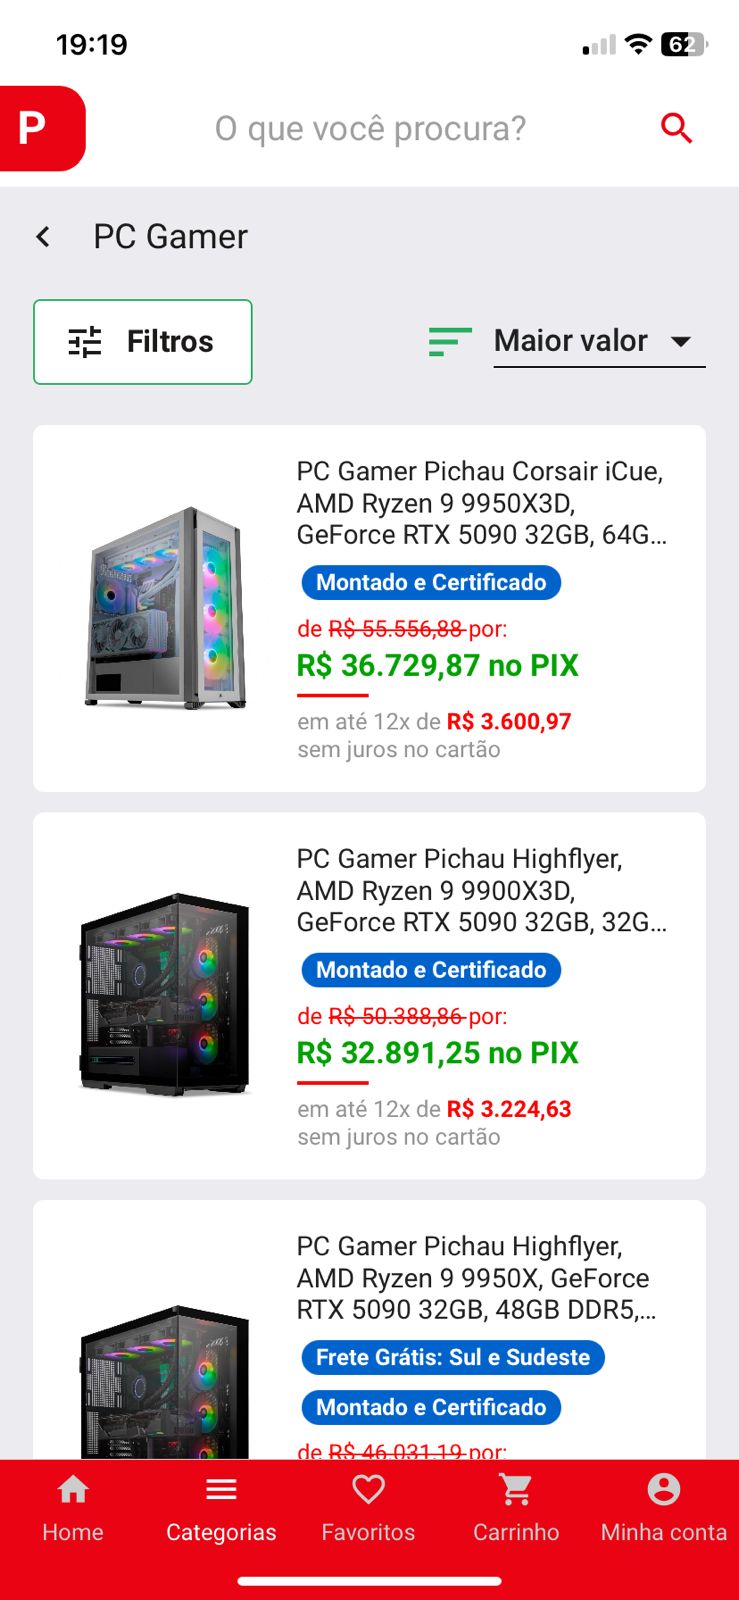 19:19
62
P
O que você procura?
PC Gamer
Filtros
Maior valor
PC Gamer Pichau Corsair iCue,
AMD Ryzen 9 9950X3D,
GeForce RTX 5090 32GB, 64G...
Montado e Certificado
de R$ 55.556,88 por:
R$ 36.729,87 no PIX
em até 12x de R$ 3.600,97
sem juros no cartão
PC Gamer Pichau Highflyer,
AMD Ryzen 9 9900X3D,
GeForce RTX 5090 32GB, 32G...
Montado e Certificado
de R$ 50.388,86 por:
R$ 32.891,25 no PIX
em até 12x de R$ 3.224,63
sem juros no cartão
PC Gamer Pichau Highflyer,
AMD Ryzen 9 9950X, GeForce
RTX 5090 32GB, 48GB DDR5,...
Frete Grátis: Sul e Sudeste
Montado e Certificado
de R$ 46.031,19 por:
Home
Categorias
Favoritos
Carrinho
Minha conta